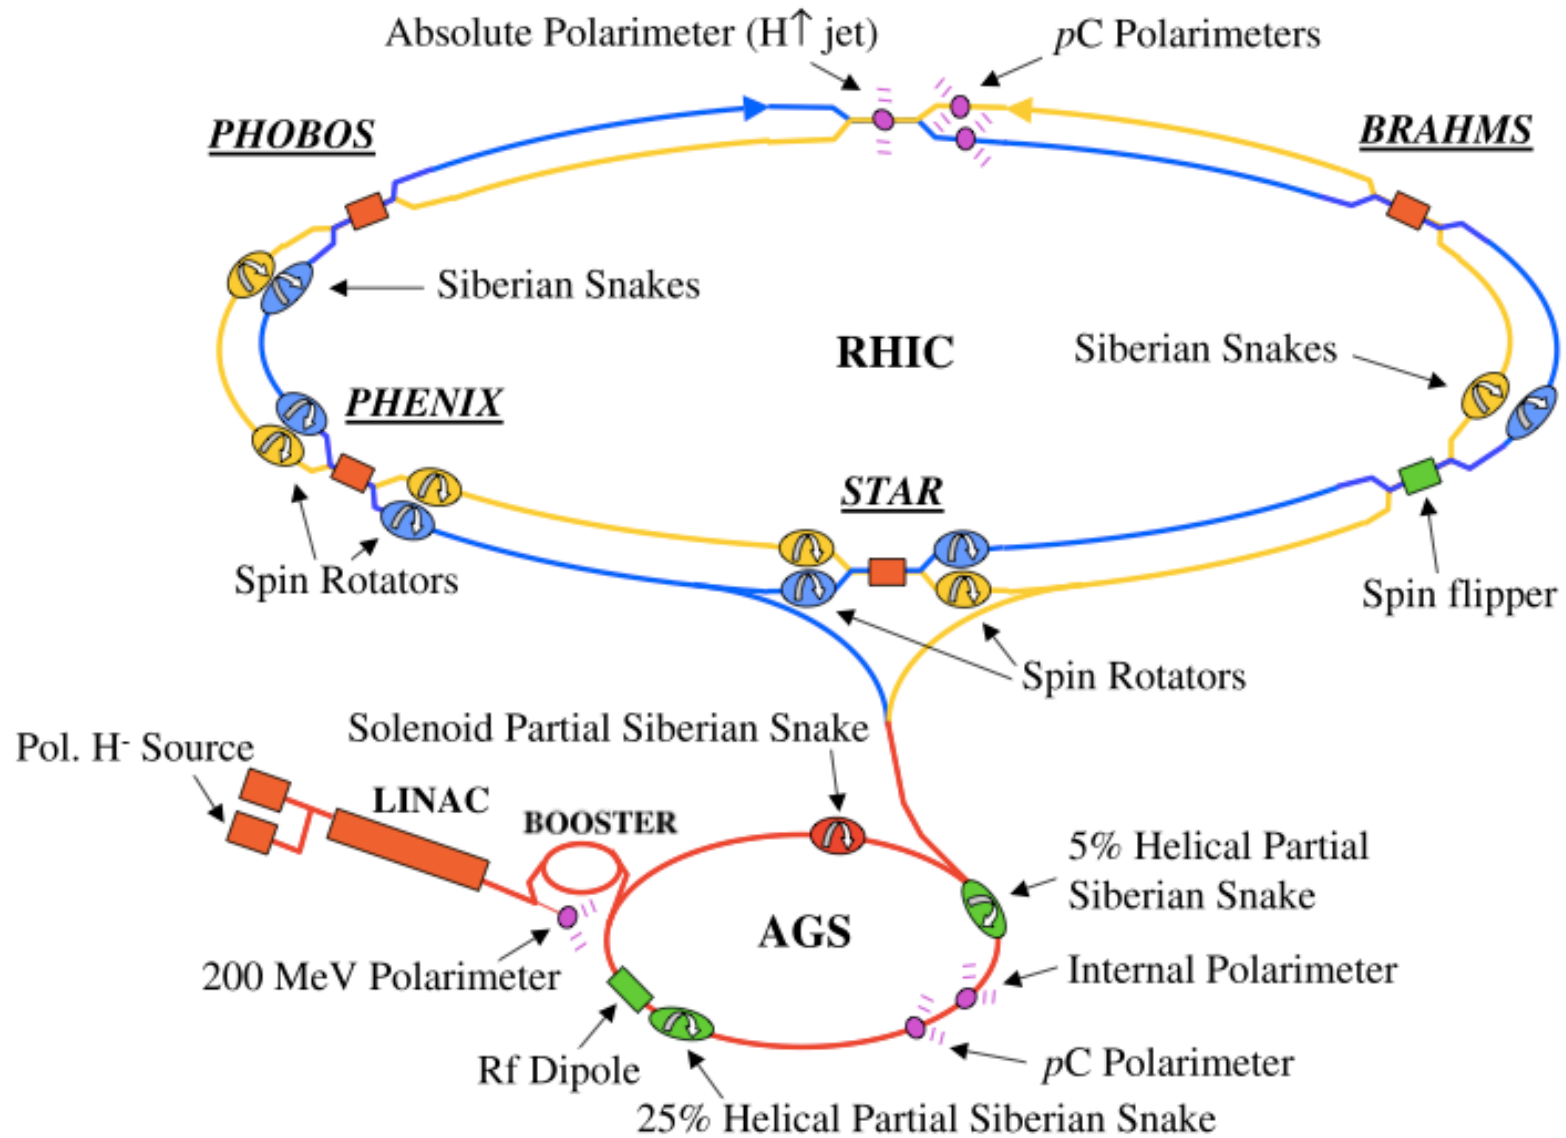 Absolute Polarimeter (H↑ jet)
pC Polarimeters
PHOBOS
BRAHMS
Siberian Snakes
RHIC
Siberian Snakes
PHENIX
STAR
Spin Rotators
Spin flipper
Spin Rotators
Solenoid Partial Siberian Snake
Pol. H- Source
LINAC
BOOSTER
5% Helical Partial
Siberian Snake
AGS
200 MeV Polarimeter
Internal Polarimeter
Rf Dipole
pC Polarimeter
25% Helical Partial Siberian Snake